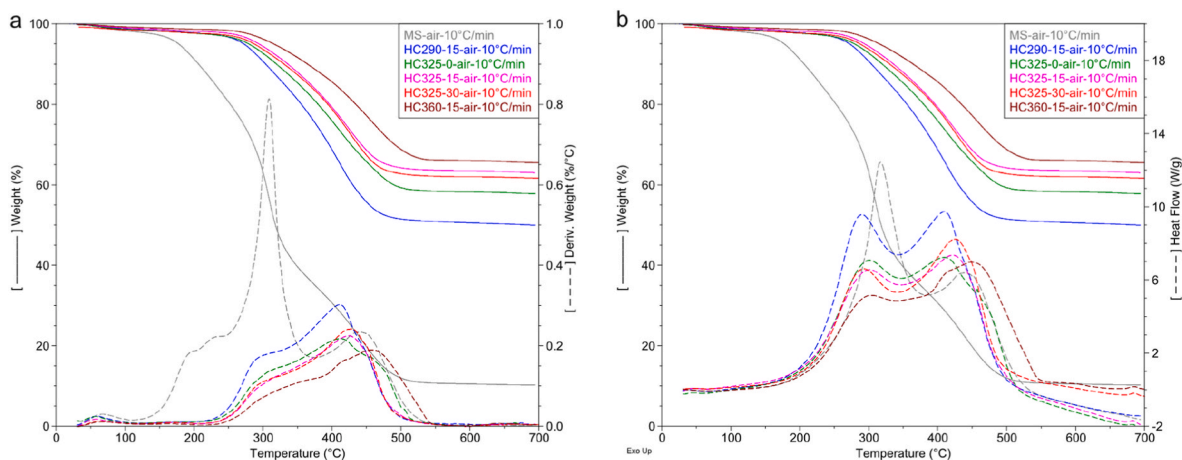 a
100
80
60
40
20
0
[ ——— ] Weight (%)
0 100 200 300 400 500 600 700
Temperature (°C)
1.0
0.8
0.6
0.4
0.2
0.0
[ – – – – ] Deriv. Weight (%/°C)
MS-air-10°C/min
HC290-15-air-10°C/min
HC325-0-air-10°C/min
HC325-15-air-10°C/min
HC325-30-air-10°C/min
HC360-15-air-10°C/min
b
100
80
60
40
20
0
[ ——— ] Weight (%)
Exo Up
0 100 200 300 400 500 600 700
Temperature (°C)
18
14
10
6
2
-2
[ – – – – ] Heat Flow (W/g)
MS-air-10°C/min
HC290-15-air-10°C/min
HC325-0-air-10°C/min
HC325-15-air-10°C/min
HC325-30-air-10°C/min
HC360-15-air-10°C/min